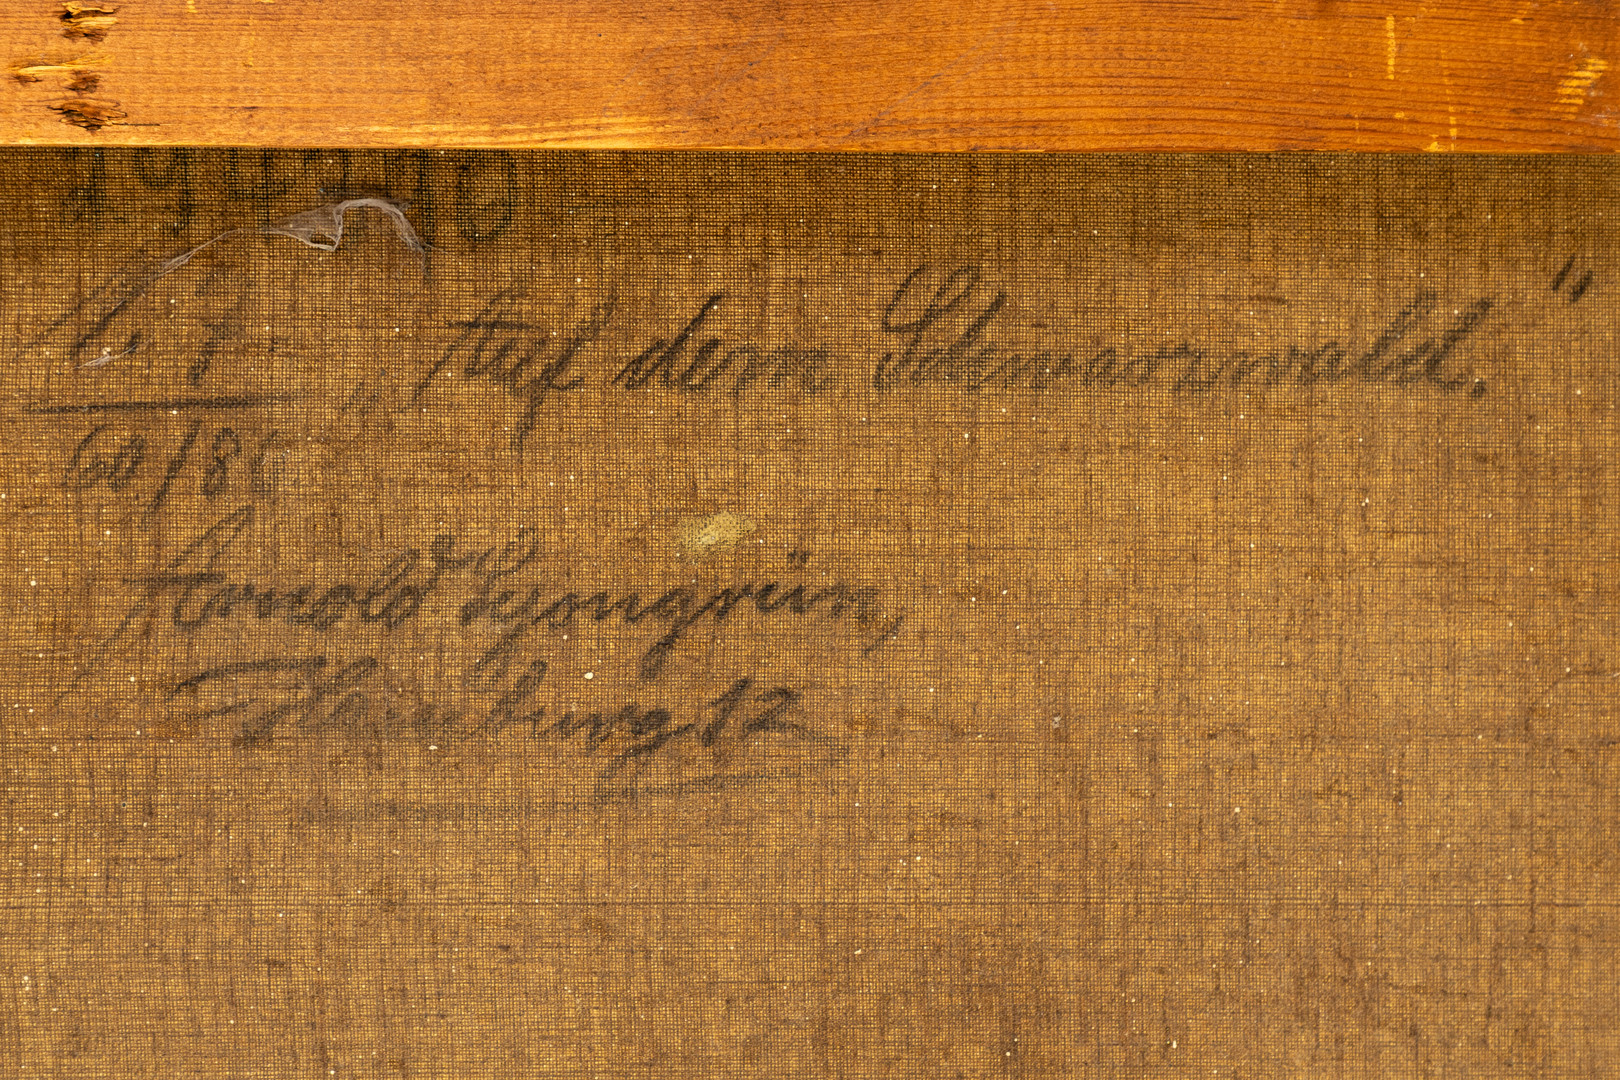 „Auf dem Schwarzwald."
60/80
Arnold Lyongrün,
Hamburg. 12